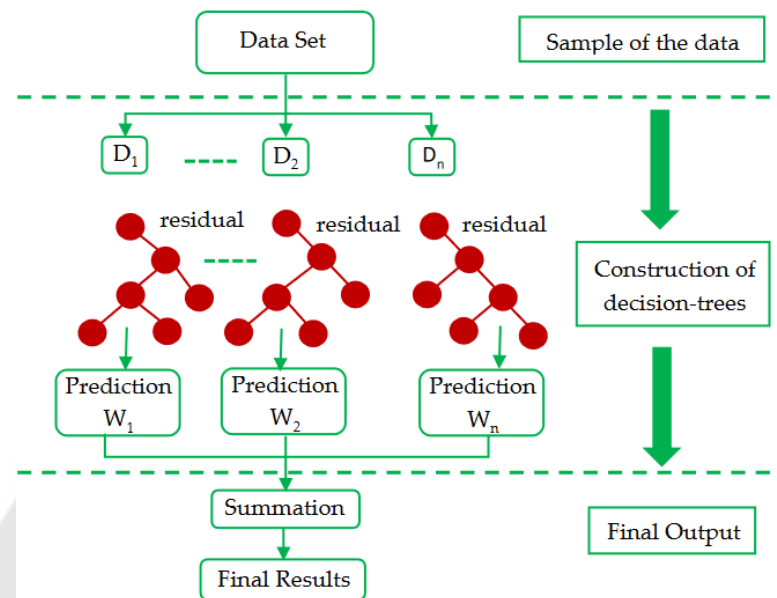 Data Set
Sample of the data
D₁
D₂
Dₙ
residual
residual
residual
Construction of
decision-trees
Prediction
W₁
Prediction
W₂
Prediction
Wₙ
Summation
Final Output
Final Results